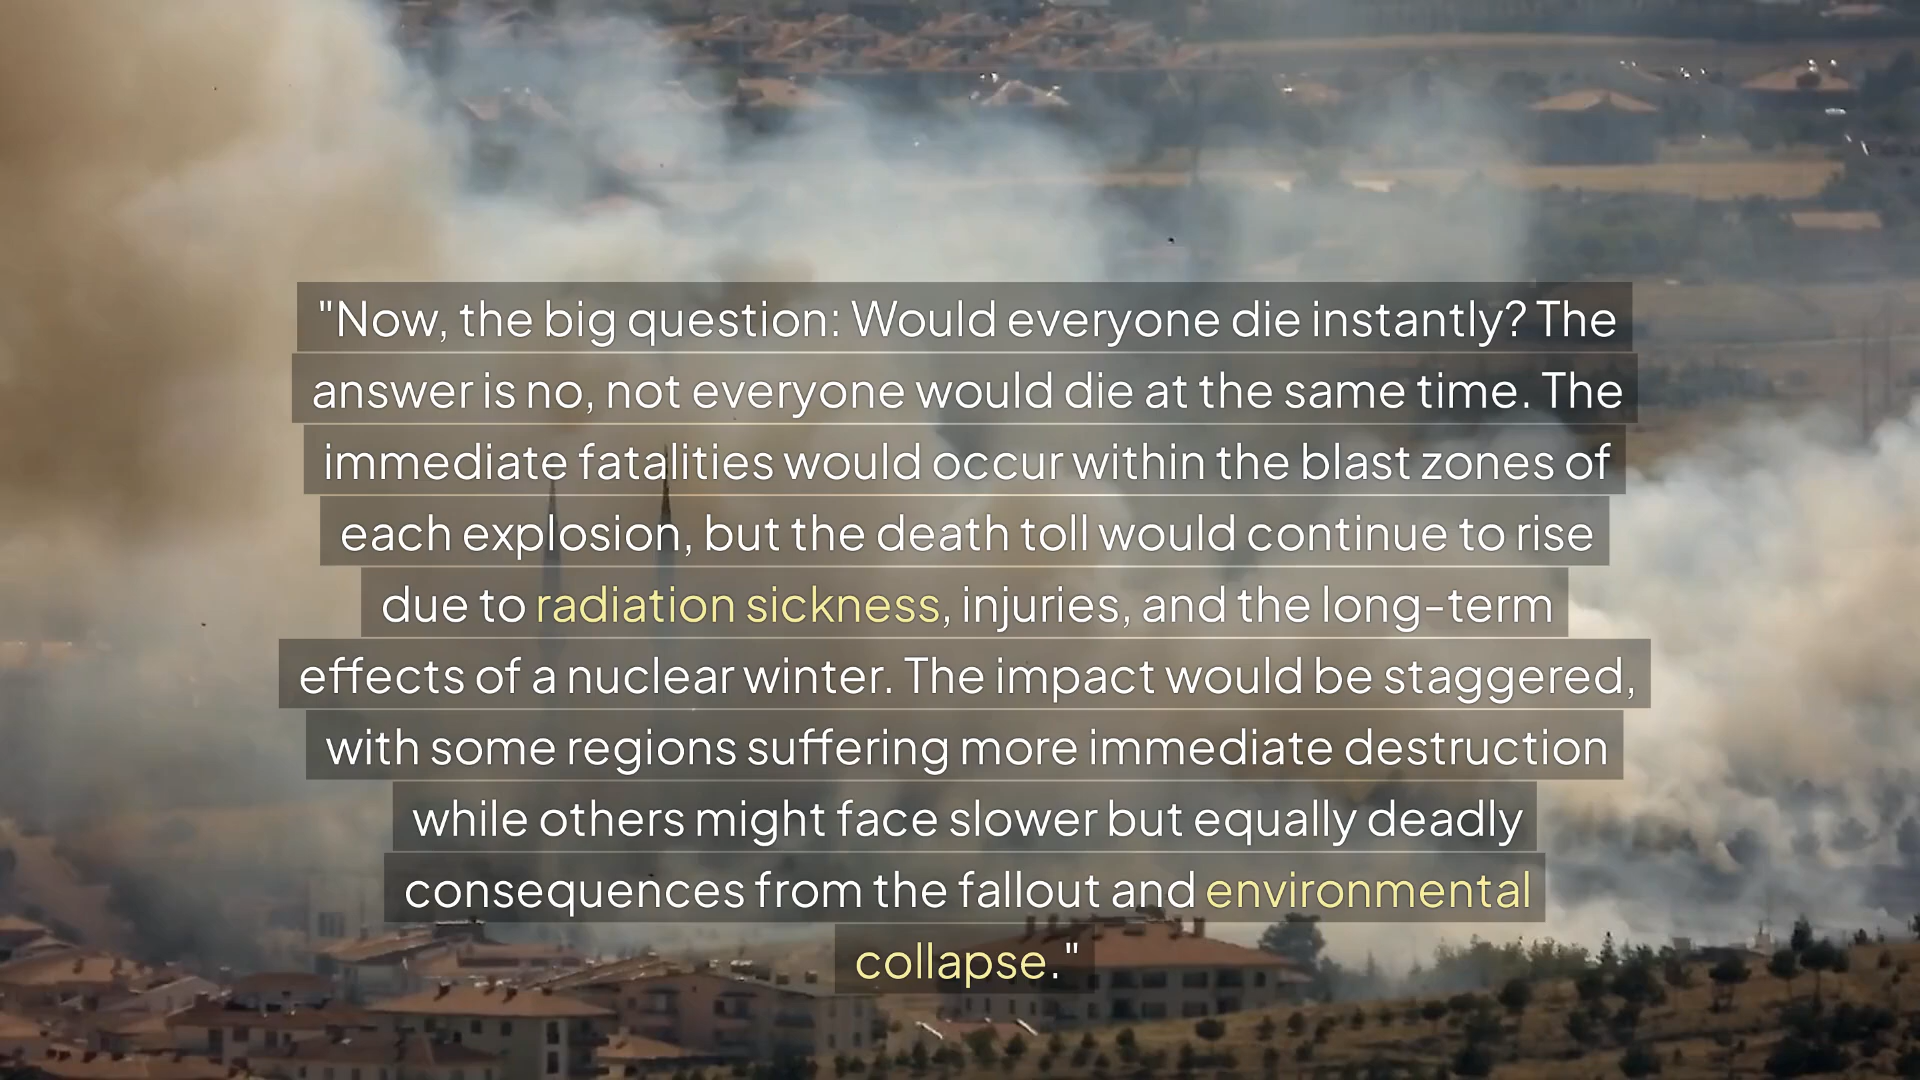 "Now, the big question: Would everyone die instantly? The
answer is no, not everyone would die at the same time. The
immediate fatalities would occur within the blast zones of
each explosion, but the death toll would continue to rise
due to radiation sickness, injuries, and the long-term
effects of a nuclear winter. The impact would be staggered,
with some regions suffering more immediate destruction
while others might face slower but equally deadly
consequences from the fallout and environmental
collapse."